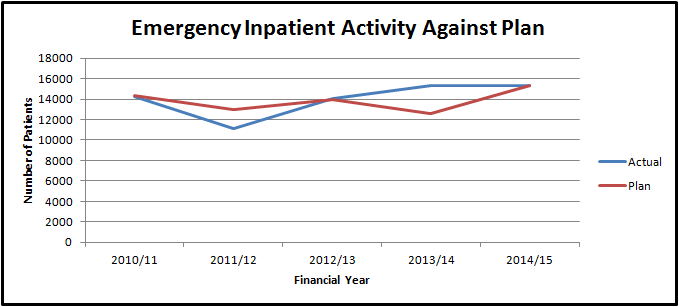 Emergency Inpatient Activity Against Plan
Number of Patients
18000
16000
14000
12000
10000
8000
6000
4000
2000
0
2010/11 2011/12 2012/13 2013/14 2014/15
Financial Year
Actual
Plan